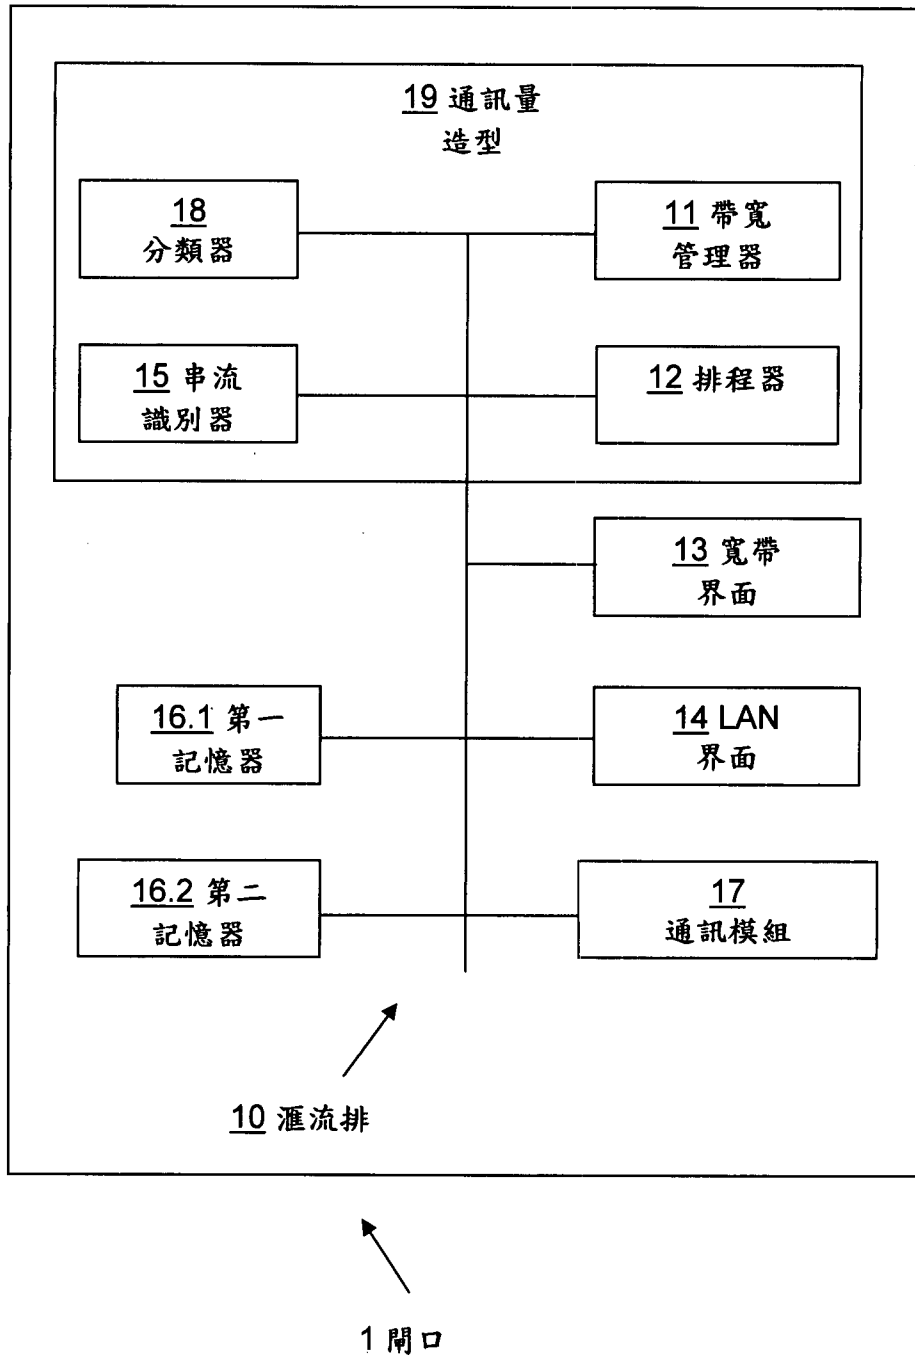 19 通訊量
造型
18
分類器
11 帶寬
管理器
15 串流
識別器
12 排程器
13 寬帶
界面
16.1 第一
記憶器
14 LAN
界面
16.2 第二
記憶器
17
通訊模組
10 滙流排
1 閘口